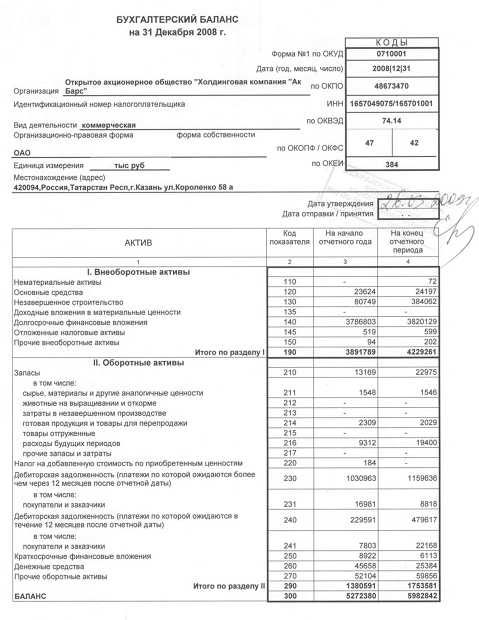 БУХГАЛТЕРСКИЙ БАЛАНС
на 31 Декабря 2008 г.
К О Д Ы
Форма №1 по ОКУД 0710001
Дата (год, месяц, число) 2008|12|31
Организация Открытое акционерное общество "Холдинговая компания "Ак
Барс" по ОКПО 48673470
Идентификационный номер налогоплательщика ИНН 1657049075/165701001
Вид деятельности коммерческая по ОКВЭД 74.14
Организационно-правовая форма форма собственности
ОАО по ОКОПФ / ОКФС 47 42
Единица измерения тыс руб по ОКЕИ 384
Местонахождение (адрес)
420094,Россия,Татарстан Респ,г.Казань ул.Короленко 58 а
Дата утверждения
Дата отправки / принятия . .
АКТИВ Код показателя На начало отчетного года На конец отчетного периода
1 2 3 4
I. Внеоборотные активы
Нематериальные активы 110 - 72
Основные средства 120 23624 24197
Незавершенное строительство 130 80749 384062
Доходные вложения в материальные ценности 135 - -
Долгосрочные финансовые вложения 140 3786803 3820129
Отложенные налоговые активы 145 519 599
Прочие внеоборотные активы 150 94 202
Итого по разделу I 190 3891789 4229261
II. Оборотные активы
Запасы 210 13169 22975
в том числе:
сырье, материалы и другие аналогичные ценности 211 1548 1546
животные на выращивании и откорме 212 - -
затраты в незавершенном производстве 213 - -
готовая продукция и товары для перепродажи 214 2309 2029
товары отгруженные 215 - -
расходы будущих периодов 216 9312 19400
прочие запасы и затраты 217 - -
Налог на добавленную стоимость по приобретенным ценностям 220 184 -
Дебиторская задолженность (платежи по которой ожидаются более
чем через 12 месяцев после отчетной даты) 230 1030963 1159636
в том числе:
покупатели и заказчики 231 16981 8818
Дебиторская задолженность (платежи по которой ожидаются в
течение 12 месяцев после отчетной даты) 240 229591 479617
в том числе:
покупатели и заказчики 241 7803 22168
Краткосрочные финансовые вложения 250 8922 6113
Денежные средства 260 45658 25384
Прочие оборотные активы 270 52104 59856
Итого по разделу II 290 1380591 1753581
БАЛАНС 300 5272380 5982842